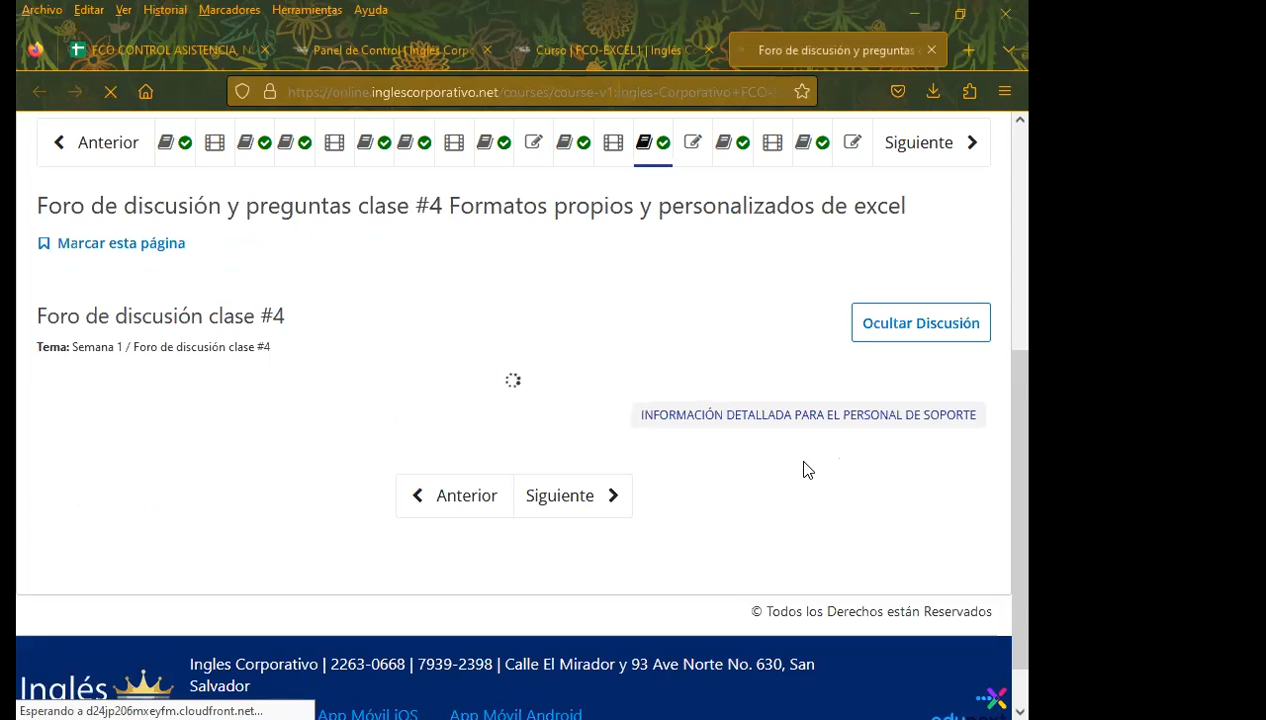 Archivo Editar Ver Historial Marcadores Herramientas Ayuda
FCO CONTROL ASISTENCIA, N
Panel de Control | Inglés Corp
Curso | FCO-EXCEL1 | Inglés C
Foro de discusión y preguntas
https://online.inglescorporativo.net/courses/course-v1:Ingles-Corporativo+FCO-
Anterior
Siguiente
Foro de discusión y preguntas clase #4 Formatos propios y personalizados de excel
Marcar esta página
Foro de discusión clase #4
Ocultar Discusión
Tema: Semana 1 / Foro de discusión clase #4
INFORMACIÓN DETALLADA PARA EL PERSONAL DE SOPORTE
Anterior Siguiente
© Todos los Derechos están Reservados
Ingles Corporativo | 2263-0668 | 7939-2398 | Calle El Mirador y 93 Ave Norte No. 630, San
Salvador
Inglés
Esperando a d24jp206mxeyfm.cloudfront.net...
App Móvil iOS App Móvil Android